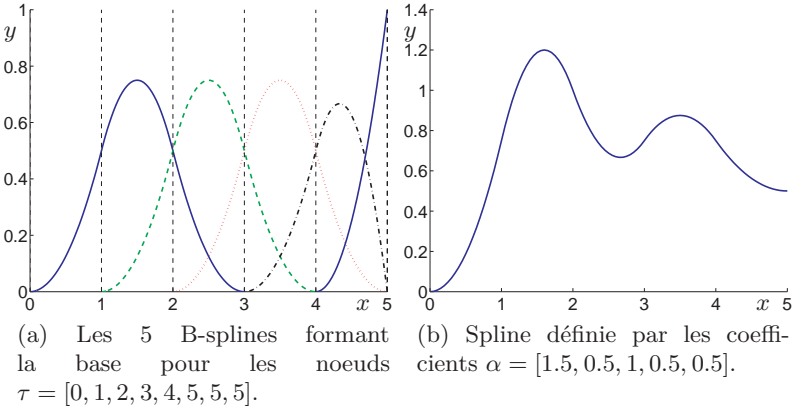 1
y
0.8
0.6
0.4
0.2
0
0 1 2 3 4 x 5
1.4
y
1.2
1
0.8
0.6
0.4
0.2
0
0 1 2 3 4 x 5
(a) Les 5 B-splines formant
la base pour les noeuds
τ = [0, 1, 2, 3, 4, 5, 5, 5].
(b) Spline définie par les coeffi-
cients α = [1.5, 0.5, 1, 0.5, 0.5].